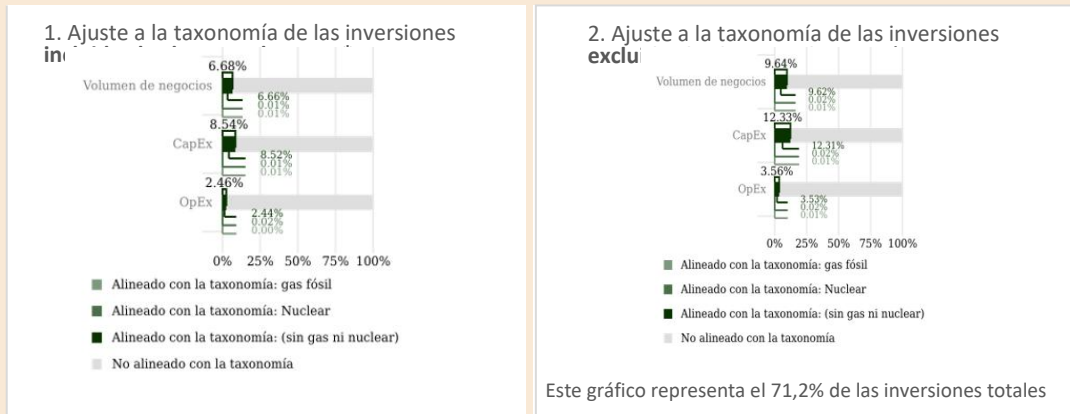 1. Ajuste a la taxonomía de las inversiones
6.68%
Volumen de negocios
6.66%
0.01%
0.01%
8.54%
CapEx
8.52%
0.01%
0.01%
2.46%
OpEx
2.44%
0.02%
0.00%
0% 25% 50% 75% 100%
Alineado con la taxonomía: gas fósil
Alineado con la taxonomía: Nuclear
Alineado con la taxonomía: (sin gas ni nuclear)
No alineado con la taxonomía
2. Ajuste a la taxonomía de las inversiones
9.64%
Volumen de negocios
9.62%
0.02%
0.01%
12.33%
CapEx
12.31%
0.02%
0.01%
3.56%
OpEx
3.53%
0.02%
0.01%
0% 25% 50% 75% 100%
Alineado con la taxonomía: gas fósil
Alineado con la taxonomía: Nuclear
Alineado con la taxonomía: (sin gas ni nuclear)
No alineado con la taxonomía
Este gráfico representa el 71,2% de las inversiones totales